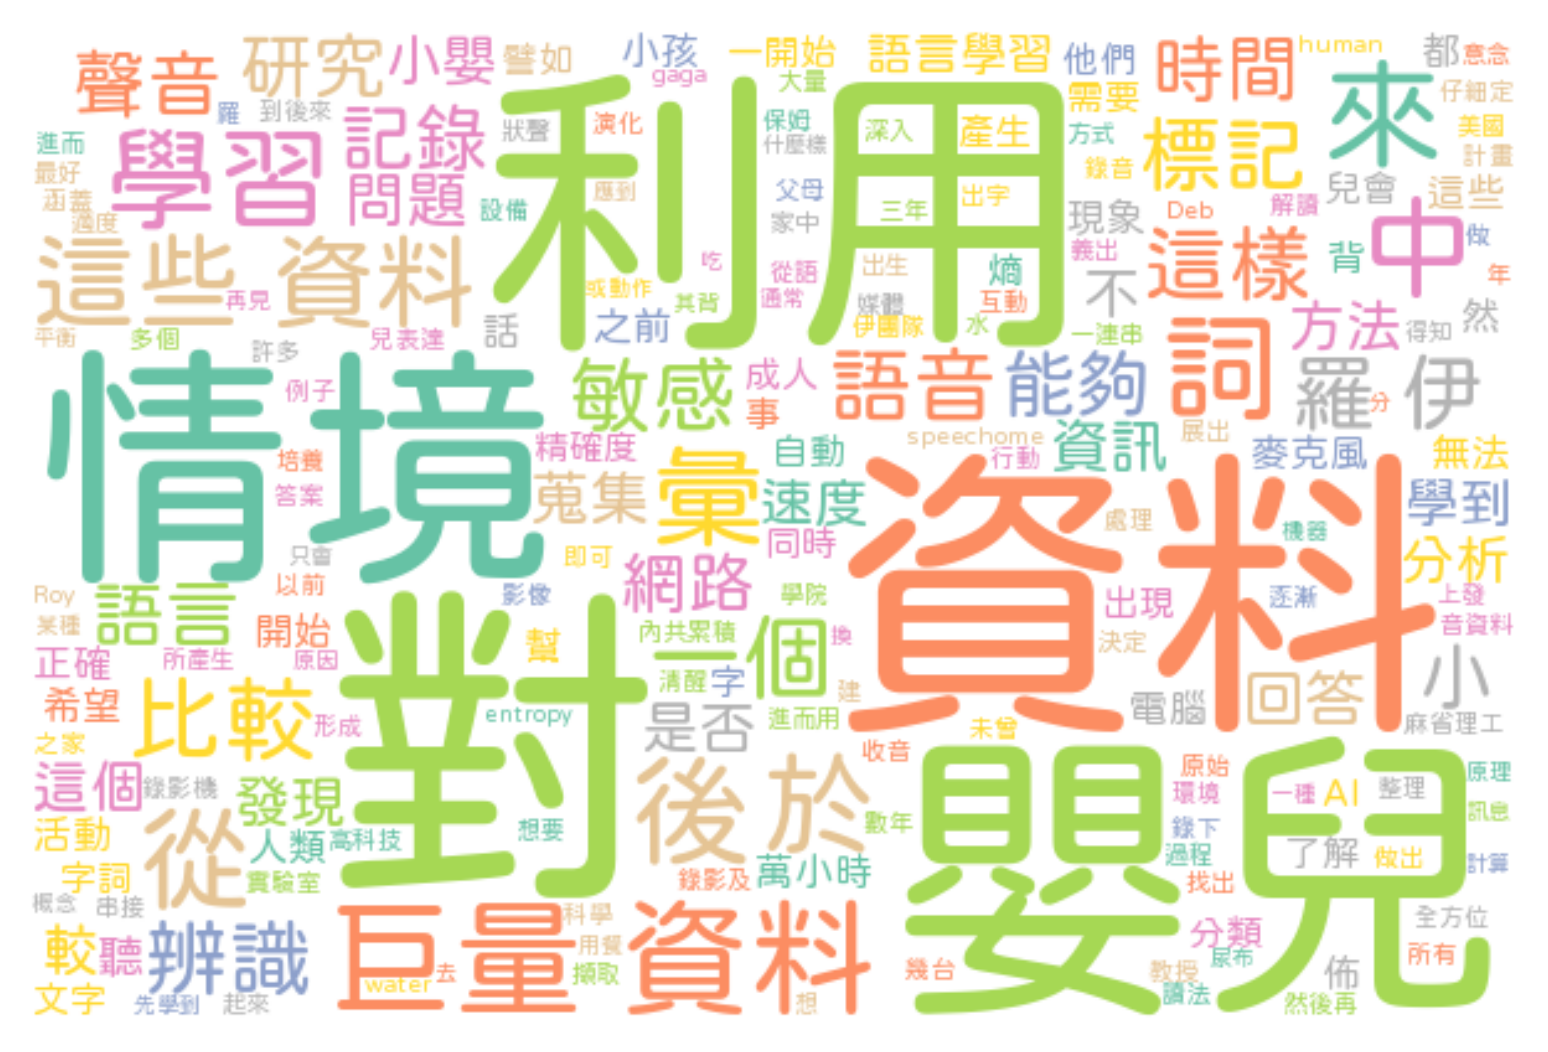 聲音 研究 小嬰 譬如 小孩 一開始 語言學習 他們 時間 human 都 意念
gaga 大量 需要 來 仔細定
羅 到後來 利用
進而 學習 記錄 狀聲 演化 保姆 深入 產生 方式 標記 美國
什麼樣 計畫
最好 問題 應到 父母 出字 錄音 兒會 這些
涵蓋 設備 三年 現象 Deb 解讀 中 做
適度 家中
這些 資料 吃 從語 出生 熵 義出 這樣 背 年
再見 或動作 其背 通常 媒體 互動 不
平衡 多個 許多 兒表達 話 之前 伊團隊 水 一連串 方法 得知 然
情境 例子 敏感 成人 語音 能夠 詞 羅 伊 分
事
培養 精確度 自動 speechome 行動 資訊 展出 麥克風 無法
答案 蒐集 彙 速度 資料 處理 機器 學到
只會 即可 同時 分析
Roy 語言 以前 影像 網路 學院 出現 逐漸 上發
某種 開始 對 幫 內共累積 一個 換 決定 音資料
正確 所產生 原因 清醒 字 建 小
希望 比較 形成 entropy 是否 進而用 未曾 電腦 回答 麻省理工
之家 收音
這個 錄影機 發現 後 於 嬰兒 原始 原理
環境 一種 AI 整理
活動 從 人類 高科技 想要 數年 錄下 訊息
字詞 實驗室 錄影及 萬小時 過程 了解 做出 計算
找出
概念 串接 巨量資料 科學 分類 全方位
較 聽 辨識 用餐 幾台 尿布 佈 所有
water 去 擷取 教授
文字 先學到 起來 想 讀法 然後再